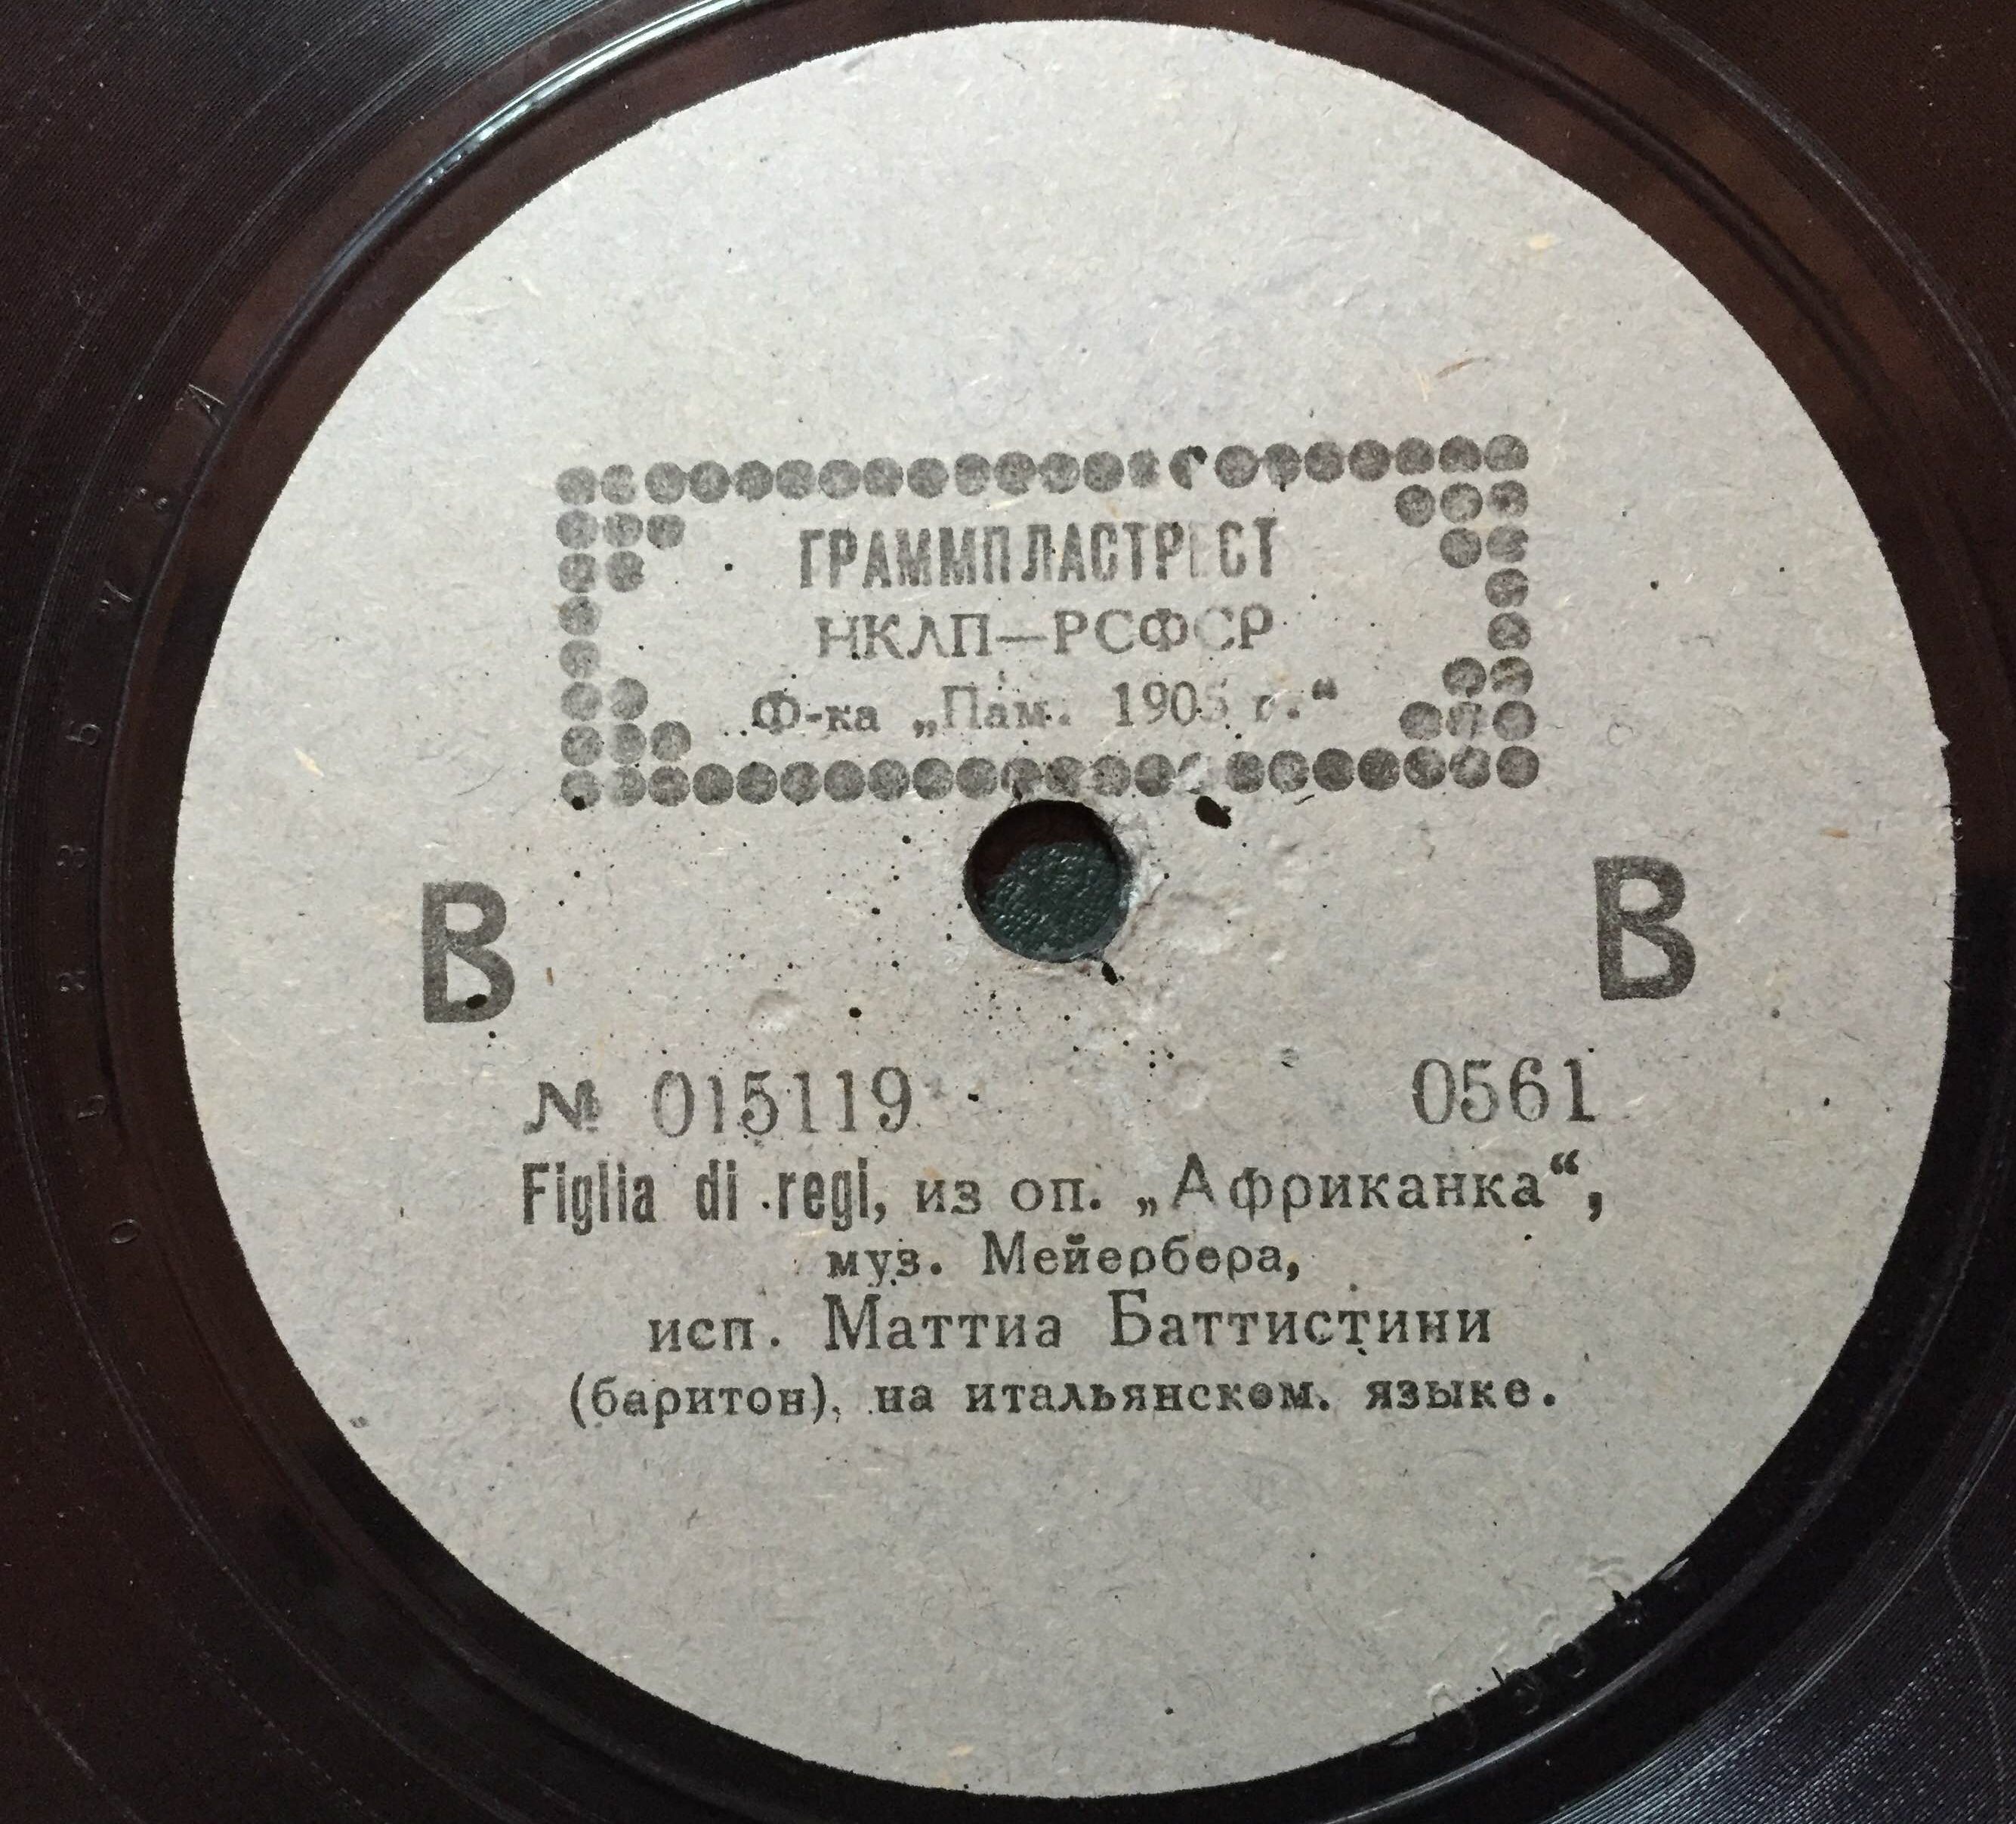 ГРАММПЛАСТРЕСТ
НКЛП—РСФСР
Ф-ка „Пам. 1905 г.“
В В
№ 015119 0561
Figlia di regi, из оп. „Африканка“,
муз. Мейербера,
исп. Маттиа Баттистини
(баритон), на итальянском. языке.